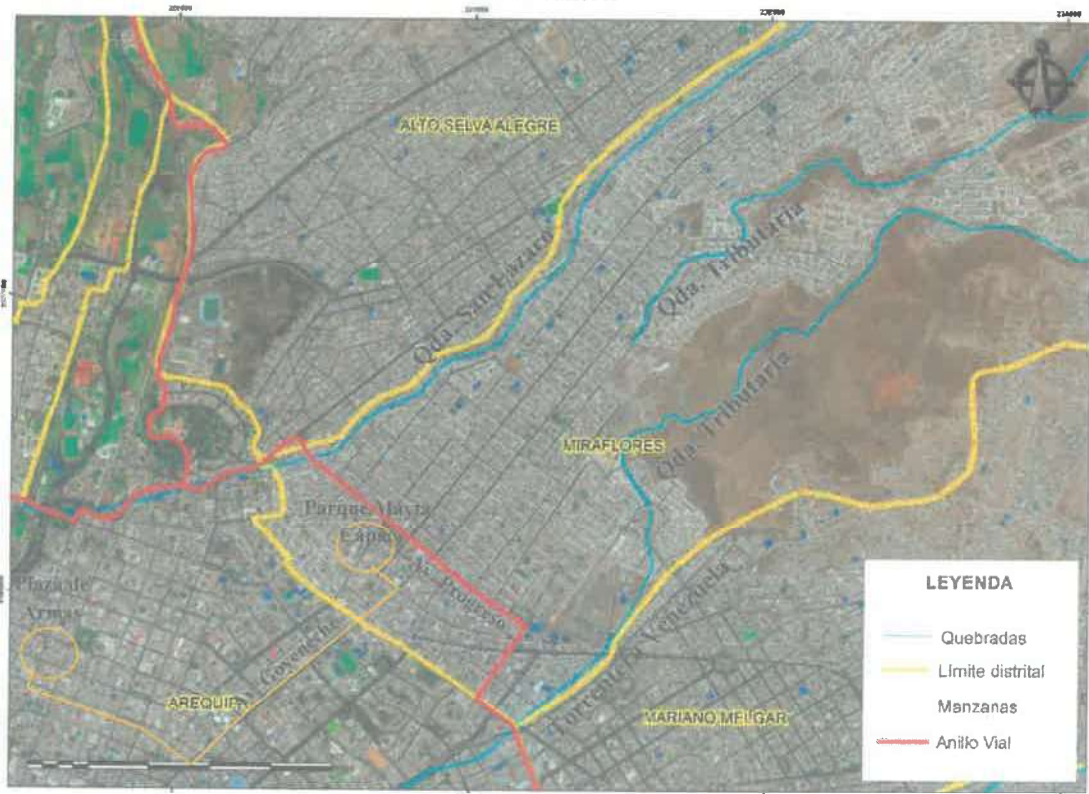 ALTO SELVA ALEGRE
Qda. San Lázaro
Qda. Tributaria
Qda. Tributaria
MIRAFLORES
Parque Mayta
Cápac
Progreso
Plaza de
Armas
Av. Goyeneche
AREQUIPA
Torrentera Venezuela
MARIANO MELGAR
LEYENDA
Quebradas
Límite distrital
Manzanas
Anillo Vial